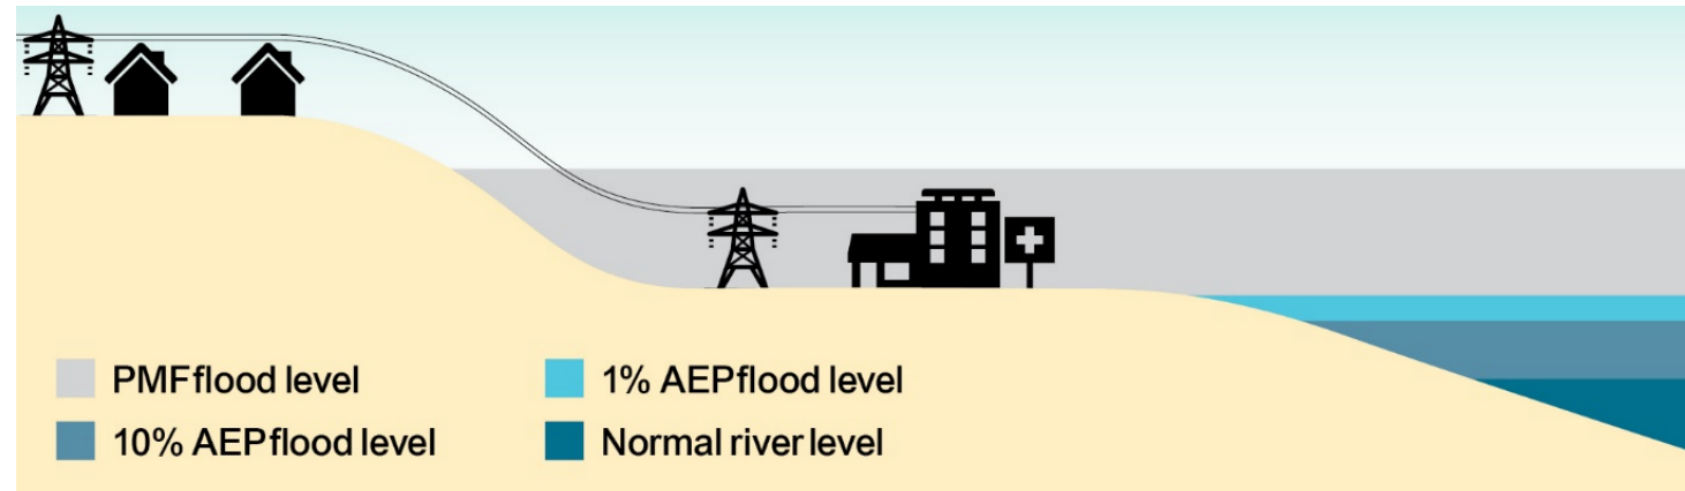 PMF flood level
1% AEP flood level
10% AEP flood level
Normal river level